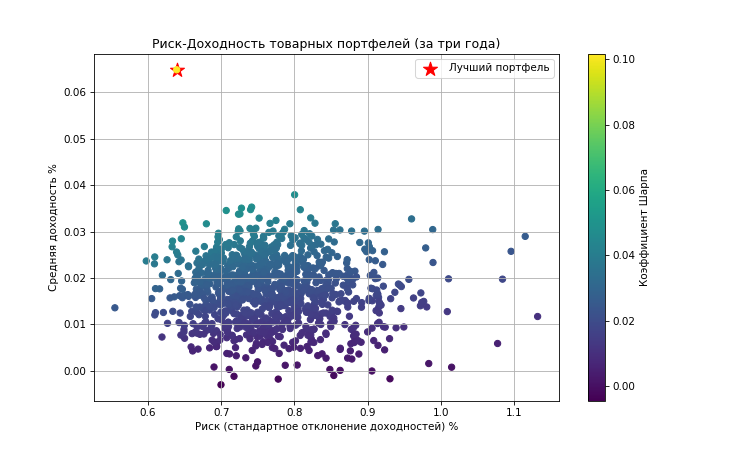 Риск-Доходность товарных портфелей (за три года)
Лучший портфель
Средняя доходность %
0.06
0.05
0.04
0.03
0.02
0.01
0.00
0.6 0.7 0.8 0.9 1.0 1.1
Риск (стандартное отклонение доходностей) %
0.10
0.08
0.06
0.04
0.02
0.00
Коэффициент Шарпа